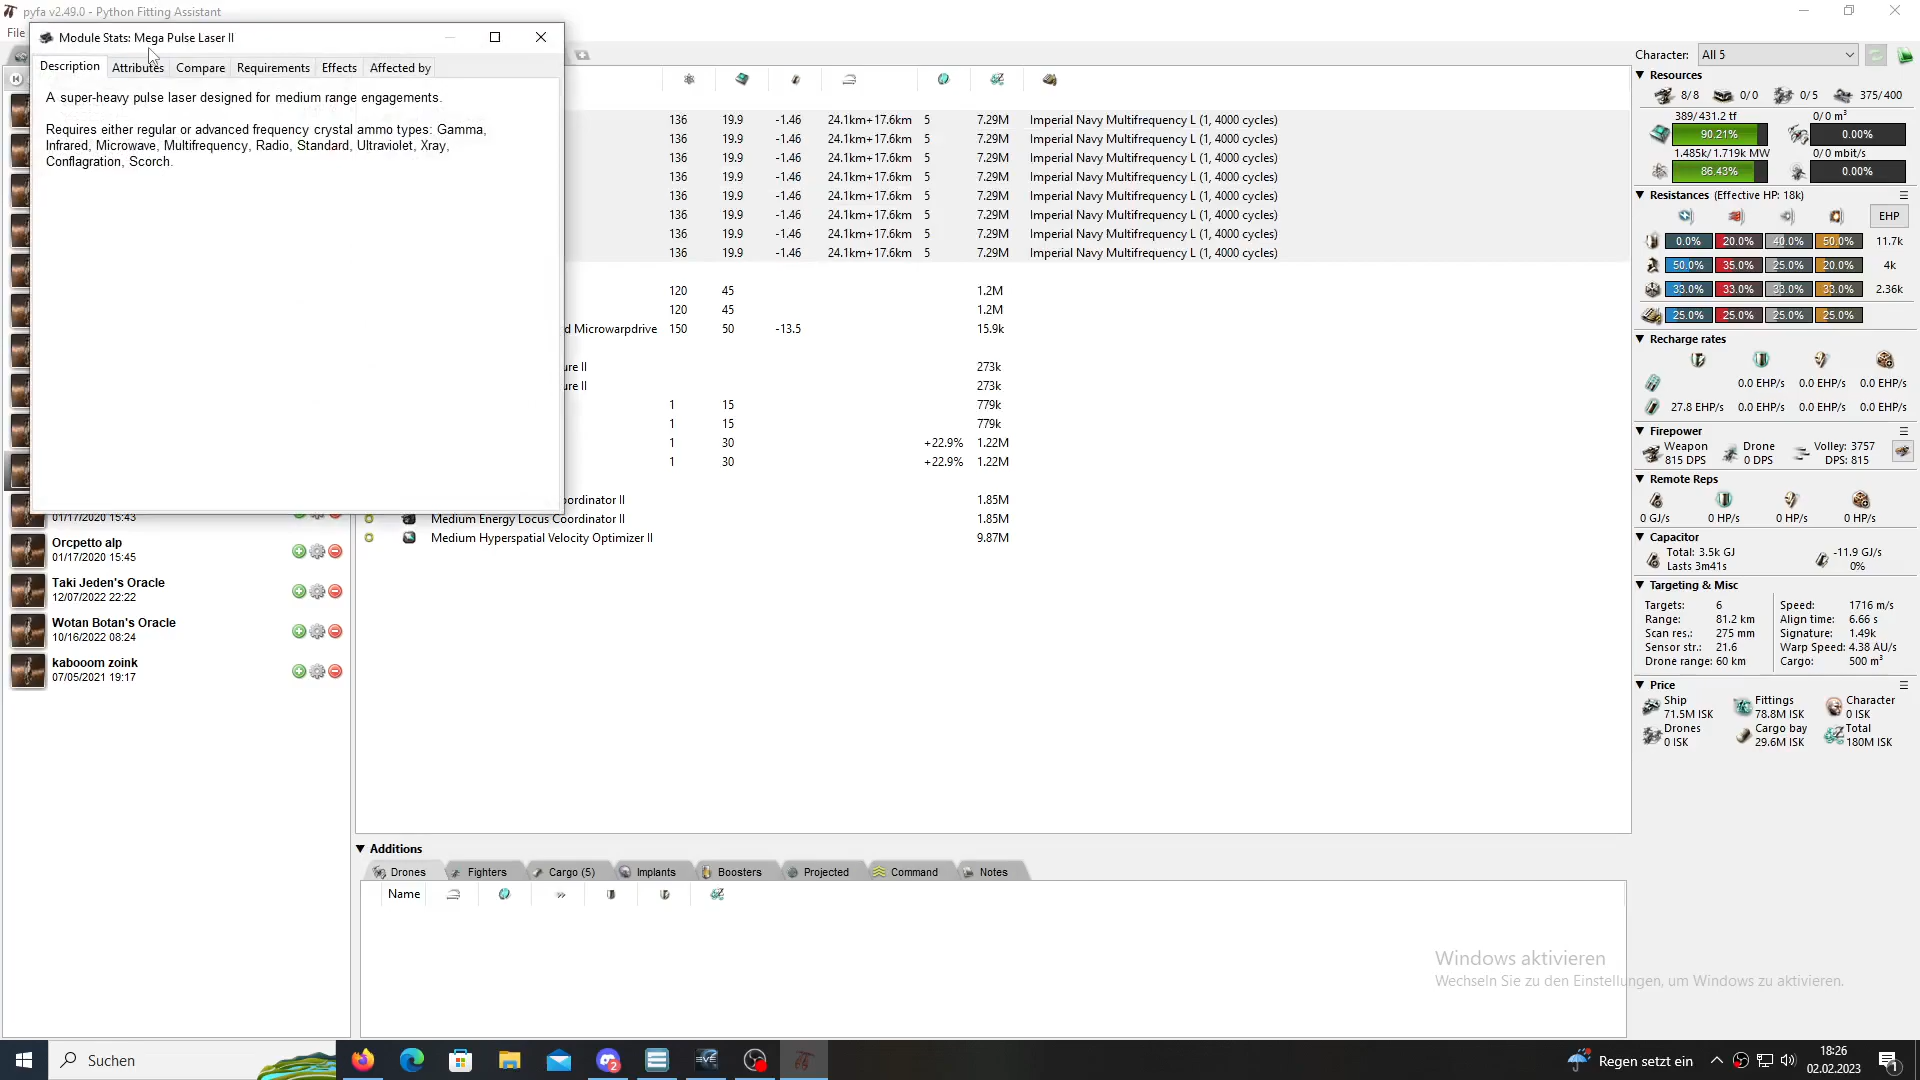 pyfa v2.49.0 - Python Fitting Assistant
File
Module Stats: Mega Pulse Laser II
Description
Attributes
Compare
Requirements
Effects
Affected by
A super-heavy pulse laser designed for medium range engagements.
Requires either regular or advanced frequency crystal ammo types: Gamma,
Infrared, Microwave, Multifrequency, Radio, Standard, Ultraviolet, Xray,
Conflagration, Scorch.
136 19.9 -1.46 24.1km+17.6km 5 7.29M Imperial Navy Multifrequency L (1, 4000 cycles)
136 19.9 -1.46 24.1km+17.6km 5 7.29M Imperial Navy Multifrequency L (1, 4000 cycles)
136 19.9 -1.46 24.1km+17.6km 5 7.29M Imperial Navy Multifrequency L (1, 4000 cycles)
136 19.9 -1.46 24.1km+17.6km 5 7.29M Imperial Navy Multifrequency L (1, 4000 cycles)
136 19.9 -1.46 24.1km+17.6km 5 7.29M Imperial Navy Multifrequency L (1, 4000 cycles)
136 19.9 -1.46 24.1km+17.6km 5 7.29M Imperial Navy Multifrequency L (1, 4000 cycles)
136 19.9 -1.46 24.1km+17.6km 5 7.29M Imperial Navy Multifrequency L (1, 4000 cycles)
136 19.9 -1.46 24.1km+17.6km 5 7.29M Imperial Navy Multifrequency L (1, 4000 cycles)
120 45 1.2M
120 45 1.2M
d Microwarpdrive 150 50 -13.5 15.9k
ure II 273k
ure II 273k
1 15 779k
1 15 779k
1 30 +22.9% 1.22M
1 30 +22.9% 1.22M
oordinator II 1.85M
Medium Energy Locus Coordinator II 1.85M
Medium Hyperspatial Velocity Optimizer II 9.87M
01/17/2020 15:43
Orcpetto alp
01/17/2020 15:45
Taki Jeden's Oracle
12/07/2022 22:22
Wotan Botan's Oracle
10/16/2022 08:24
kabooom zoink
07/05/2021 19:17
Additions
Drones
Fighters
Cargo (5)
Implants
Boosters
Projected
Command
Notes
Name
Character: All 5
Resources
8/8 0/0 0/5 375/400
389/431.2 tf 0/0 m³
90.21% 0.00%
1.485k/1.719k MW 0/0 mbit/s
86.43% 0.00%
Resistances (Effective HP: 18k)
EHP
0.0% 20.0% 40.0% 50.0% 11.7k
50.0% 35.0% 25.0% 20.0% 4k
33.0% 33.0% 33.0% 33.0% 2.36k
25.0% 25.0% 25.0% 25.0%
Recharge rates
0.0 EHP/s 0.0 EHP/s 0.0 EHP/s
27.8 EHP/s 0.0 EHP/s 0.0 EHP/s 0.0 EHP/s
Firepower
Weapon Drone Volley: 3757
815 DPS 0 DPS DPS: 815
Remote Reps
0 GJ/s 0 HP/s 0 HP/s 0 HP/s
Capacitor
Total: 3.5k GJ -11.9 GJ/s
Lasts 3m41s 0%
Targeting & Misc
Targets: 6 Speed: 1716 m/s
Range: 81.2 km Align time: 6.66 s
Scan res.: 275 mm Signature: 1.49k
Sensor str.: 21.6 Warp Speed: 4.38 AU/s
Drone range: 60 km Cargo: 500 m³
Price
Ship Fittings Character
71.5M ISK 78.8M ISK 0 ISK
Drones Cargo bay Total
0 ISK 29.6M ISK 180M ISK
Windows aktivieren
Wechseln Sie zu den Einstellungen, um Windows zu aktivieren.
Suchen
2
EVE
Regen setzt ein
18:26
02.02.2023
1